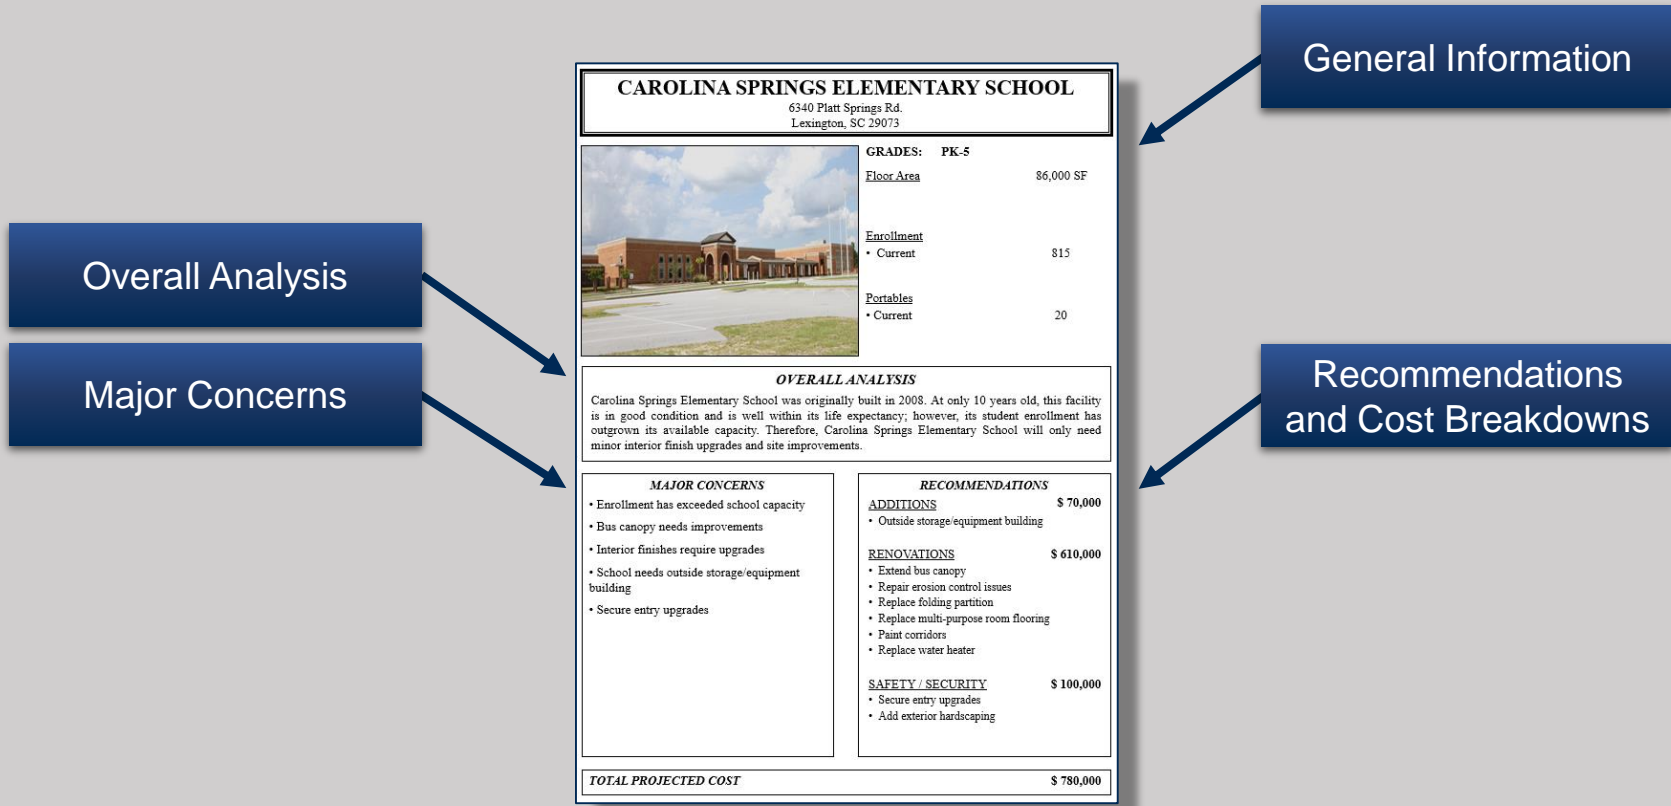 General Information
CAROLINA SPRINGS ELEMENTARY SCHOOL
6340 Platt Springs Rd.
Lexington, SC 29073
GRADES: PK-5
Floor Area 86,000 SF
Enrollment
• Current 815
Portables
• Current 20
Overall Analysis
Major Concerns
Recommendations
and Cost Breakdowns
OVERALL ANALYSIS
Carolina Springs Elementary School was originally built in 2008. At only 10 years old, this facility
is in good condition and is well within its life expectancy; however, its student enrollment has
outgrown its available capacity. Therefore, Carolina Springs Elementary School will only need
minor interior finish upgrades and site improvements.
MAJOR CONCERNS
• Enrollment has exceeded school capacity
• Bus canopy needs improvements
• Interior finishes require upgrades
• School needs outside storage/equipment
building
• Secure entry upgrades
RECOMMENDATIONS
ADDITIONS $ 70,000
• Outside storage/equipment building
RENOVATIONS $ 610,000
• Extend bus canopy
• Repair erosion control issues
• Replace folding partition
• Replace multi-purpose room flooring
• Paint corridors
• Replace water heater
SAFETY / SECURITY $ 100,000
• Secure entry upgrades
• Add exterior hardscaping
TOTAL PROJECTED COST $ 780,000